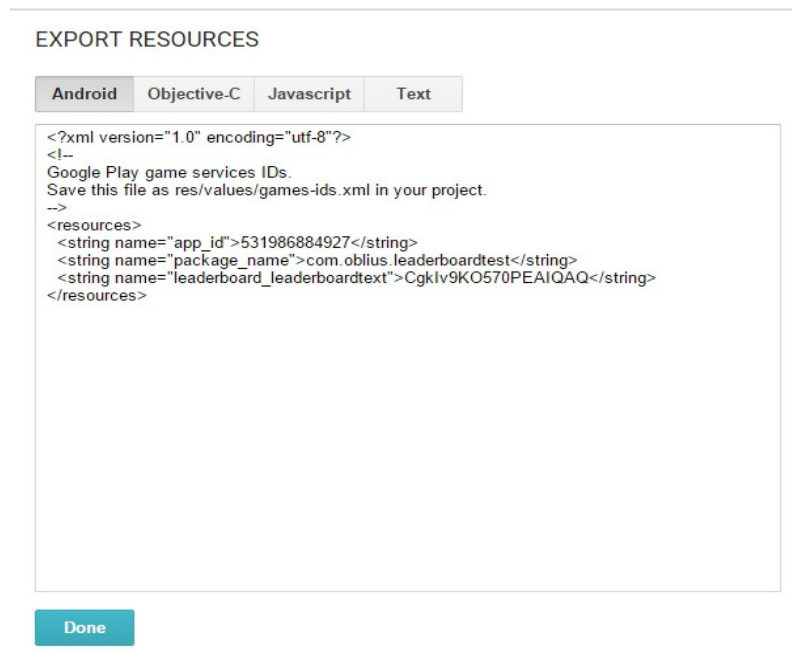 EXPORT RESOURCES
Android Objective-C Javascript Text
<?xml version="1.0" encoding="utf-8"?>
<!--
Google Play game services IDs.
Save this file as res/values/games-ids.xml in your project.
-->
<resources>
  <string name="app_id">531986884927</string>
  <string name="package_name">com.oblius.leaderboardtest</string>
  <string name="leaderboard_leaderboardtext">CgkIv9KO570PEAIQAQ</string>
</resources>
Done